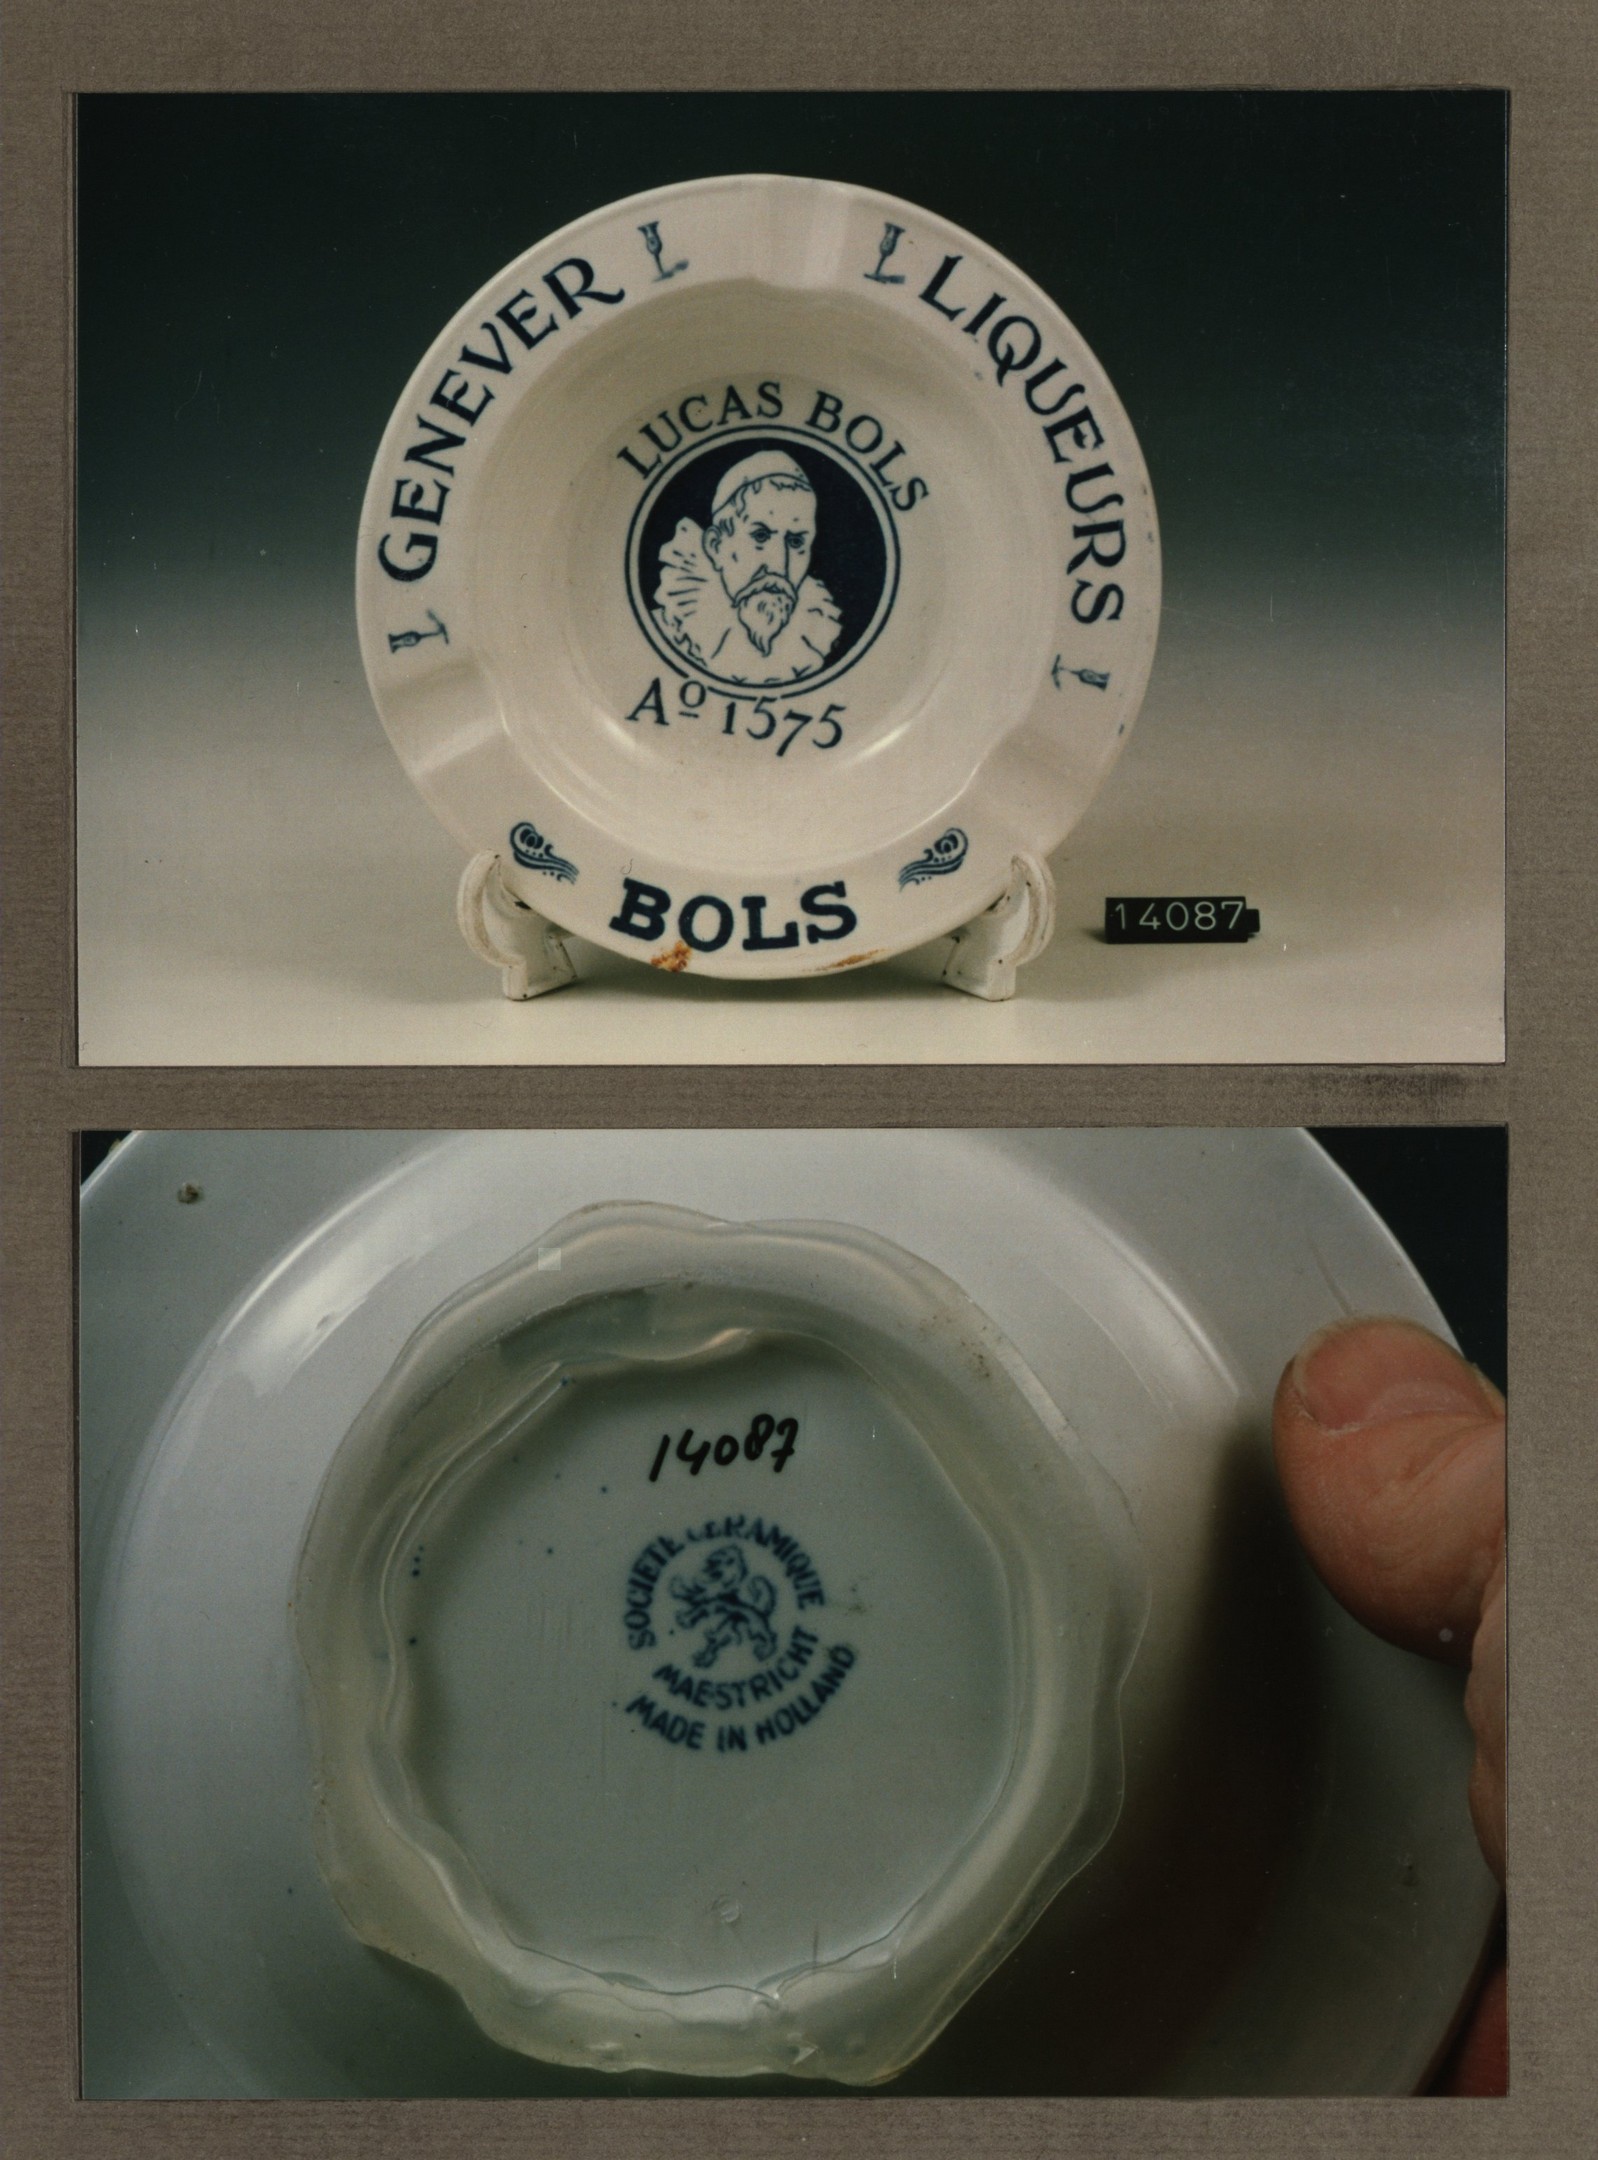 GENEVER
LIQUEURS
LUCAS BOLS
Aº 1575
BOLS
14087
14087
SOCIETE CERAMIQUE
MAESTRICHT
MADE IN HOLLAND